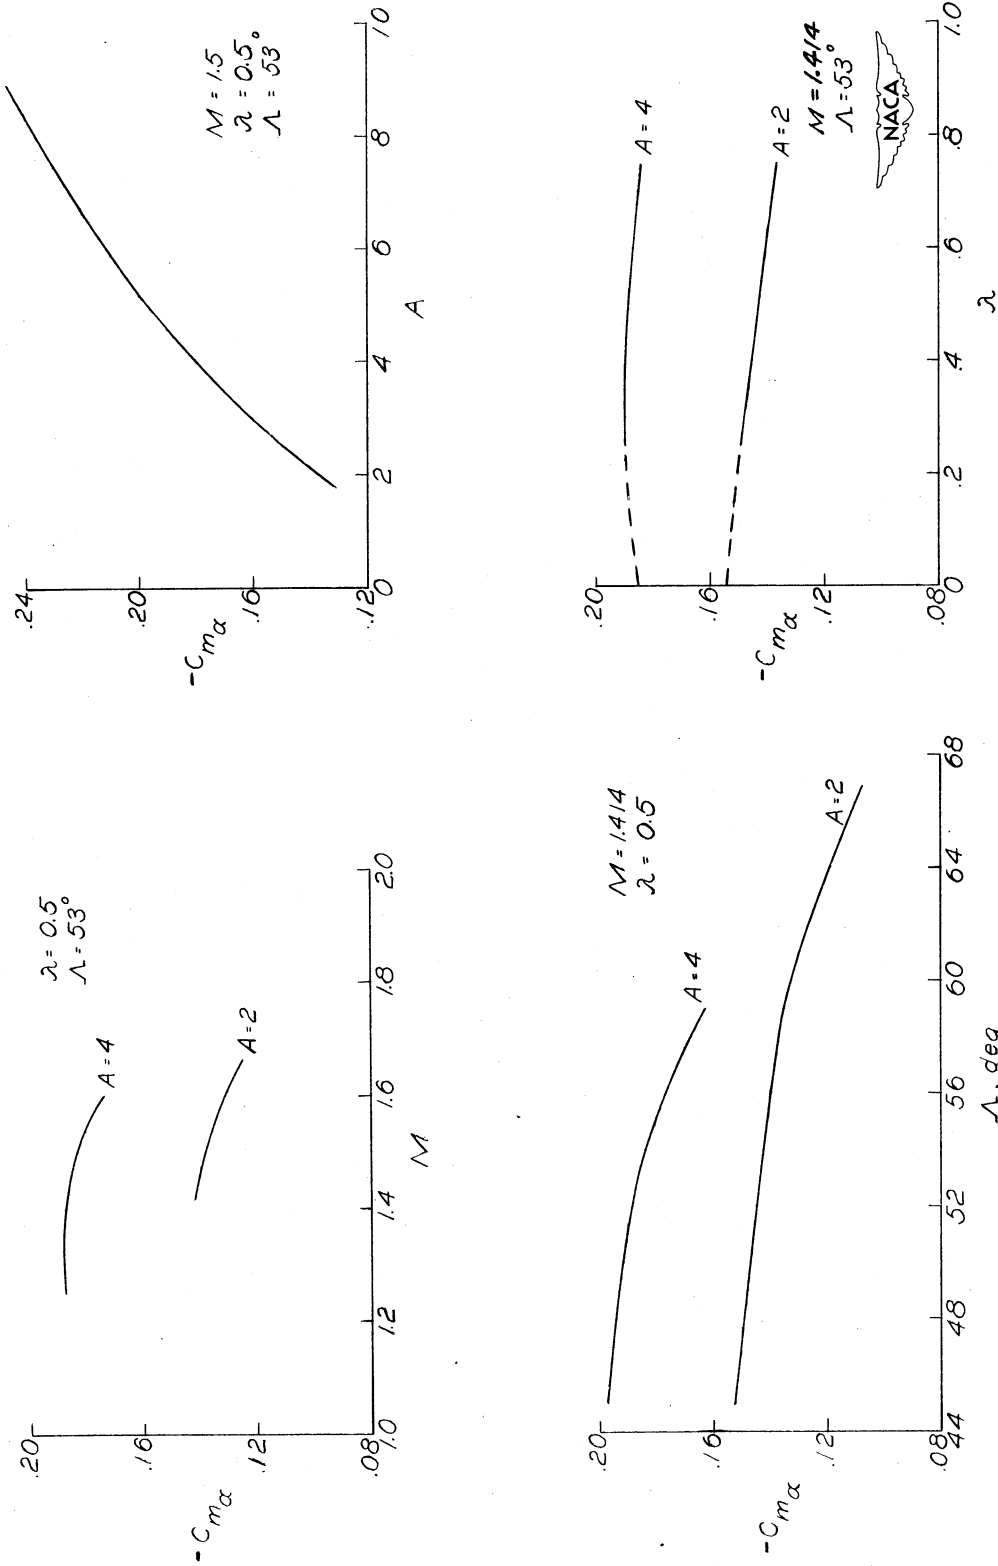 .20
.16
.12
.08
-Cmα
1.0
1.2
1.4
1.6
1.8
2.0
M
A = 4
A = 2
λ = 0.5
Λ = 53°
.24
.20
.16
.12
-Cmα
0
2
4
6
8
10
A
M = 1.5
λ = 0.5
Λ = 53°
.20
.16
.12
.08
-Cmα
44
48
52
56
60
64
68
Λ, deg
A = 4
A = 2
M = 1.414
λ = 0.5
.20
.16
.12
.08
-Cmα
0
.2
.4
.6
.8
1.0
λ
A = 4
A = 2
M = 1.414
Λ = 53°
NACA